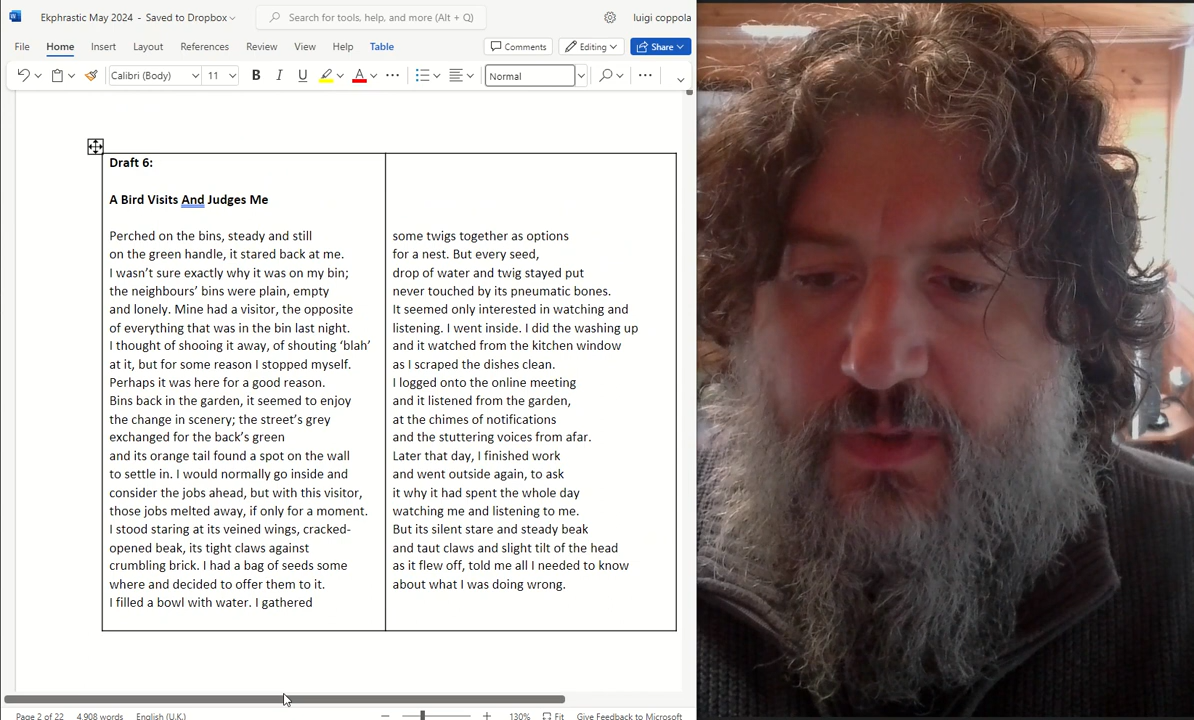 Ekphrastic May 2024 - Saved to Dropbox
Search for tools, help, and more (Alt + Q)
luigi coppola
File Home Insert Layout References Review View Help Table
Comments Editing Share
Calibri (Body) 11 B I U A Normal
Draft 6:
A Bird Visits And Judges Me
Perched on the bins, steady and still
on the green handle, it stared back at me.
I wasn’t sure exactly why it was on my bin;
the neighbours’ bins were plain, empty
and lonely. Mine had a visitor, the opposite
of everything that was in the bin last night.
I thought of shooing it away, of shouting ‘blah’
at it, but for some reason I stopped myself.
Perhaps it was here for a good reason.
Bins back in the garden, it seemed to enjoy
the change in scenery; the street’s grey
exchanged for the back’s green
and its orange tail found a spot on the wall
to settle in. I would normally go inside and
consider the jobs ahead, but with this visitor,
those jobs melted away, if only for a moment.
I stood staring at its veined wings, cracked-
opened beak, its tight claws against
crumbling brick. I had a bag of seeds some
where and decided to offer them to it.
I filled a bowl with water. I gathered
some twigs together as options
for a nest. But every seed,
drop of water and twig stayed put
never touched by its pneumatic bones.
It seemed only interested in watching and
listening. I went inside. I did the washing up
and it watched from the kitchen window
as I scraped the dishes clean.
I logged onto the online meeting
and it listened from the garden,
at the chimes of notifications
and the stuttering voices from afar.
Later that day, I finished work
and went outside again, to ask
it why it had spent the whole day
watching me and listening to me.
But its silent stare and steady beak
and taut claws and slight tilt of the head
as it flew off, told me all I needed to know
about what I was doing wrong.
Page 2 of 22 4,908 words English (U.K.) 130% Fit Give Feedback to Microsoft